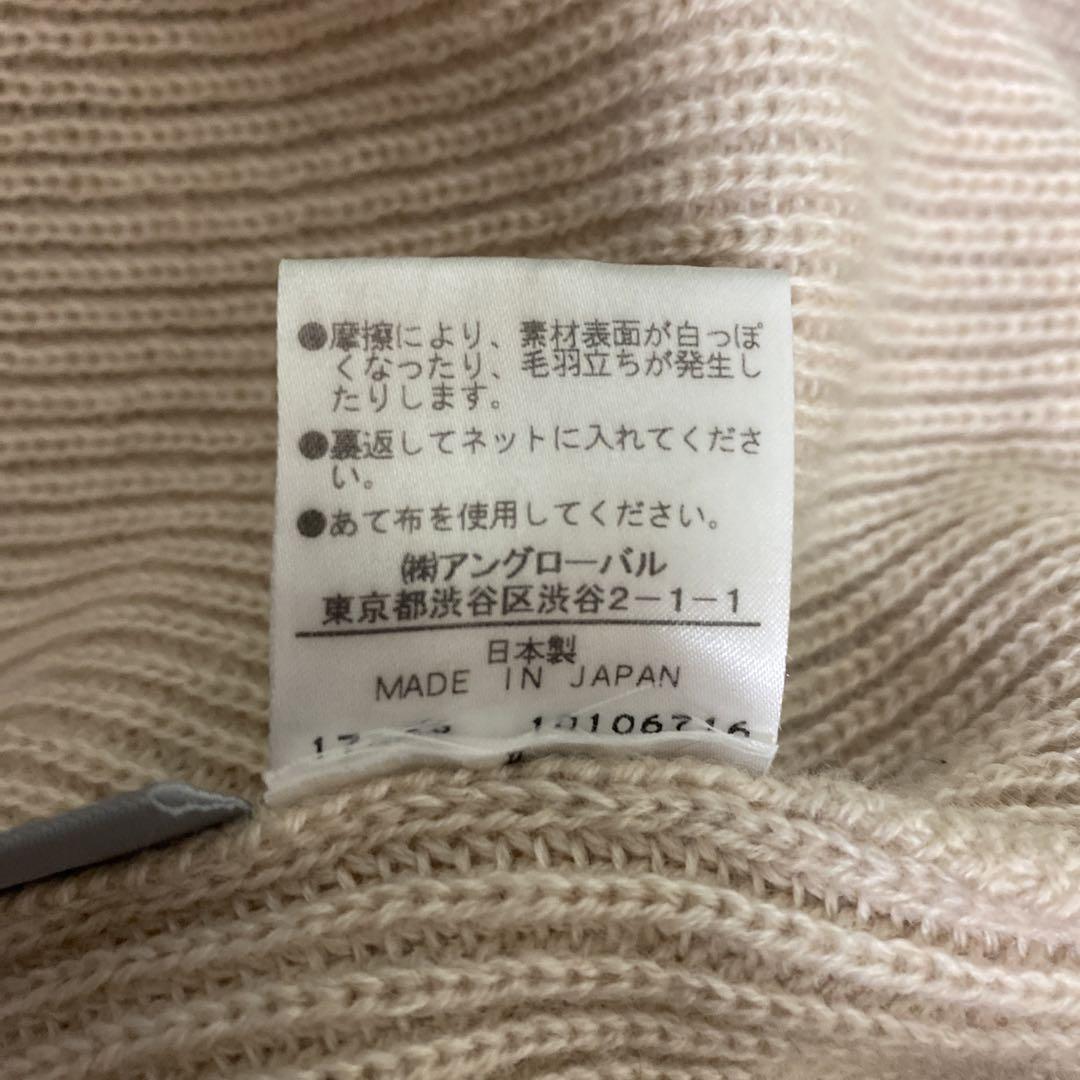 ●摩擦により、素材表面が白っぽ
くなったり、毛羽立ちが発生し
たりします。
●裏返してネットに入れてくださ
い。
●あて布を使用してください。
㈱アングローバル
東京都渋谷区渋谷2-1-1
日本製
MADE IN JAPAN